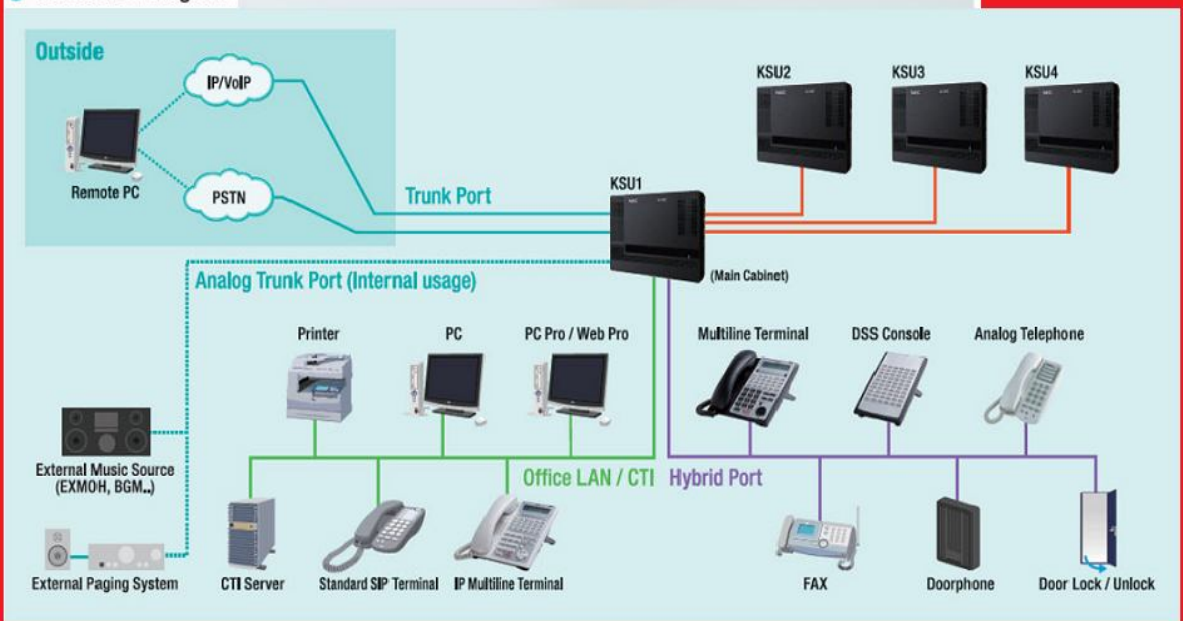 Outside
IP/VoIP
Remote PC
PSTN
Trunk Port
KSU1
KSU2
KSU3
KSU4
(Main Cabinet)
Analog Trunk Port (Internal usage)
Printer
PC
PC Pro / Web Pro
Multiline Terminal
DSS Console
Analog Telephone
External Music Source
(EXMOH, BGM..)
Office LAN / CTI
Hybrid Port
External Paging System
CTI Server
Standard SIP Terminal
IP Multiline Terminal
FAX
Doorphone
Door Lock / Unlock